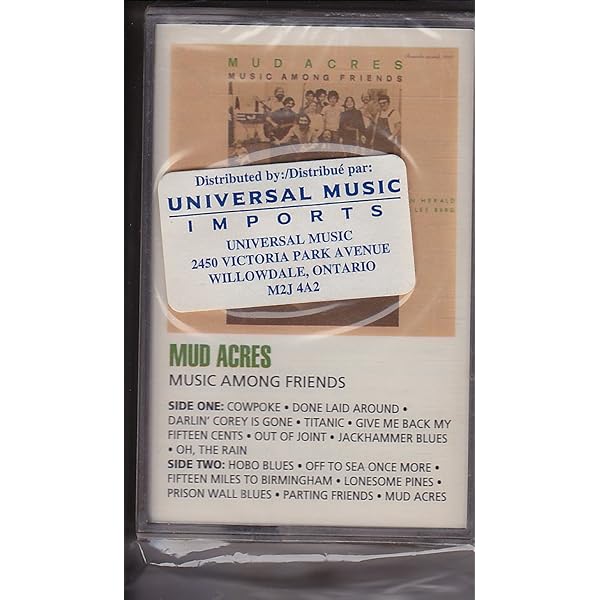 MUD ACRES
MUSIC AMONG FRIENDS
HERALD
BERG
Distributed by:/Distribué par:
UNIVERSAL MUSIC
IMPORTS
UNIVERSAL MUSIC
2450 VICTORIA PARK AVENUE
WILLOWDALE, ONTARIO
M2J 4A2
MUD ACRES
MUSIC AMONG FRIENDS
SIDE ONE: COWPOKE • DONE LAID AROUND •
DARLIN' COREY IS GONE • TITANIC • GIVE ME BACK MY
FIFTEEN CENTS • OUT OF JOINT • JACKHAMMER BLUES
• OH, THE RAIN
SIDE TWO: HOBO BLUES • OFF TO SEA ONCE MORE •
FIFTEEN MILES TO BIRMINGHAM • LONESOME PINES •
PRISON WALL BLUES • PARTING FRIENDS • MUD ACRES